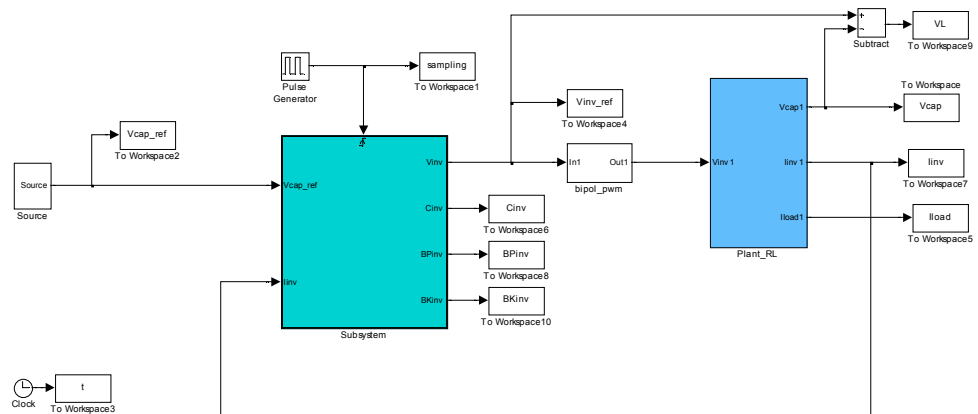 VL
Subtract
To Workspace9
sampling
To Workspace1
Pulse
Generator
To Workspace
Vcap
Vcap1
Vinv_ref
To Workspace4
Vcap_ref
To Workspace2
Source
Source
Vcap_ref
Vinv
In1
Out1
bipol_pwm
Vinv 1
Iinv 1
Iinv
To Workspace7
Cinv
Cinv
To Workspace6
Iload1
Iload
To Workspace5
BPinv
BPinv
To Workspace8
Plant_RL
Iinv
BKinv
BKinv
To Workspace10
Subsystem
Clock
t
To Workspace3